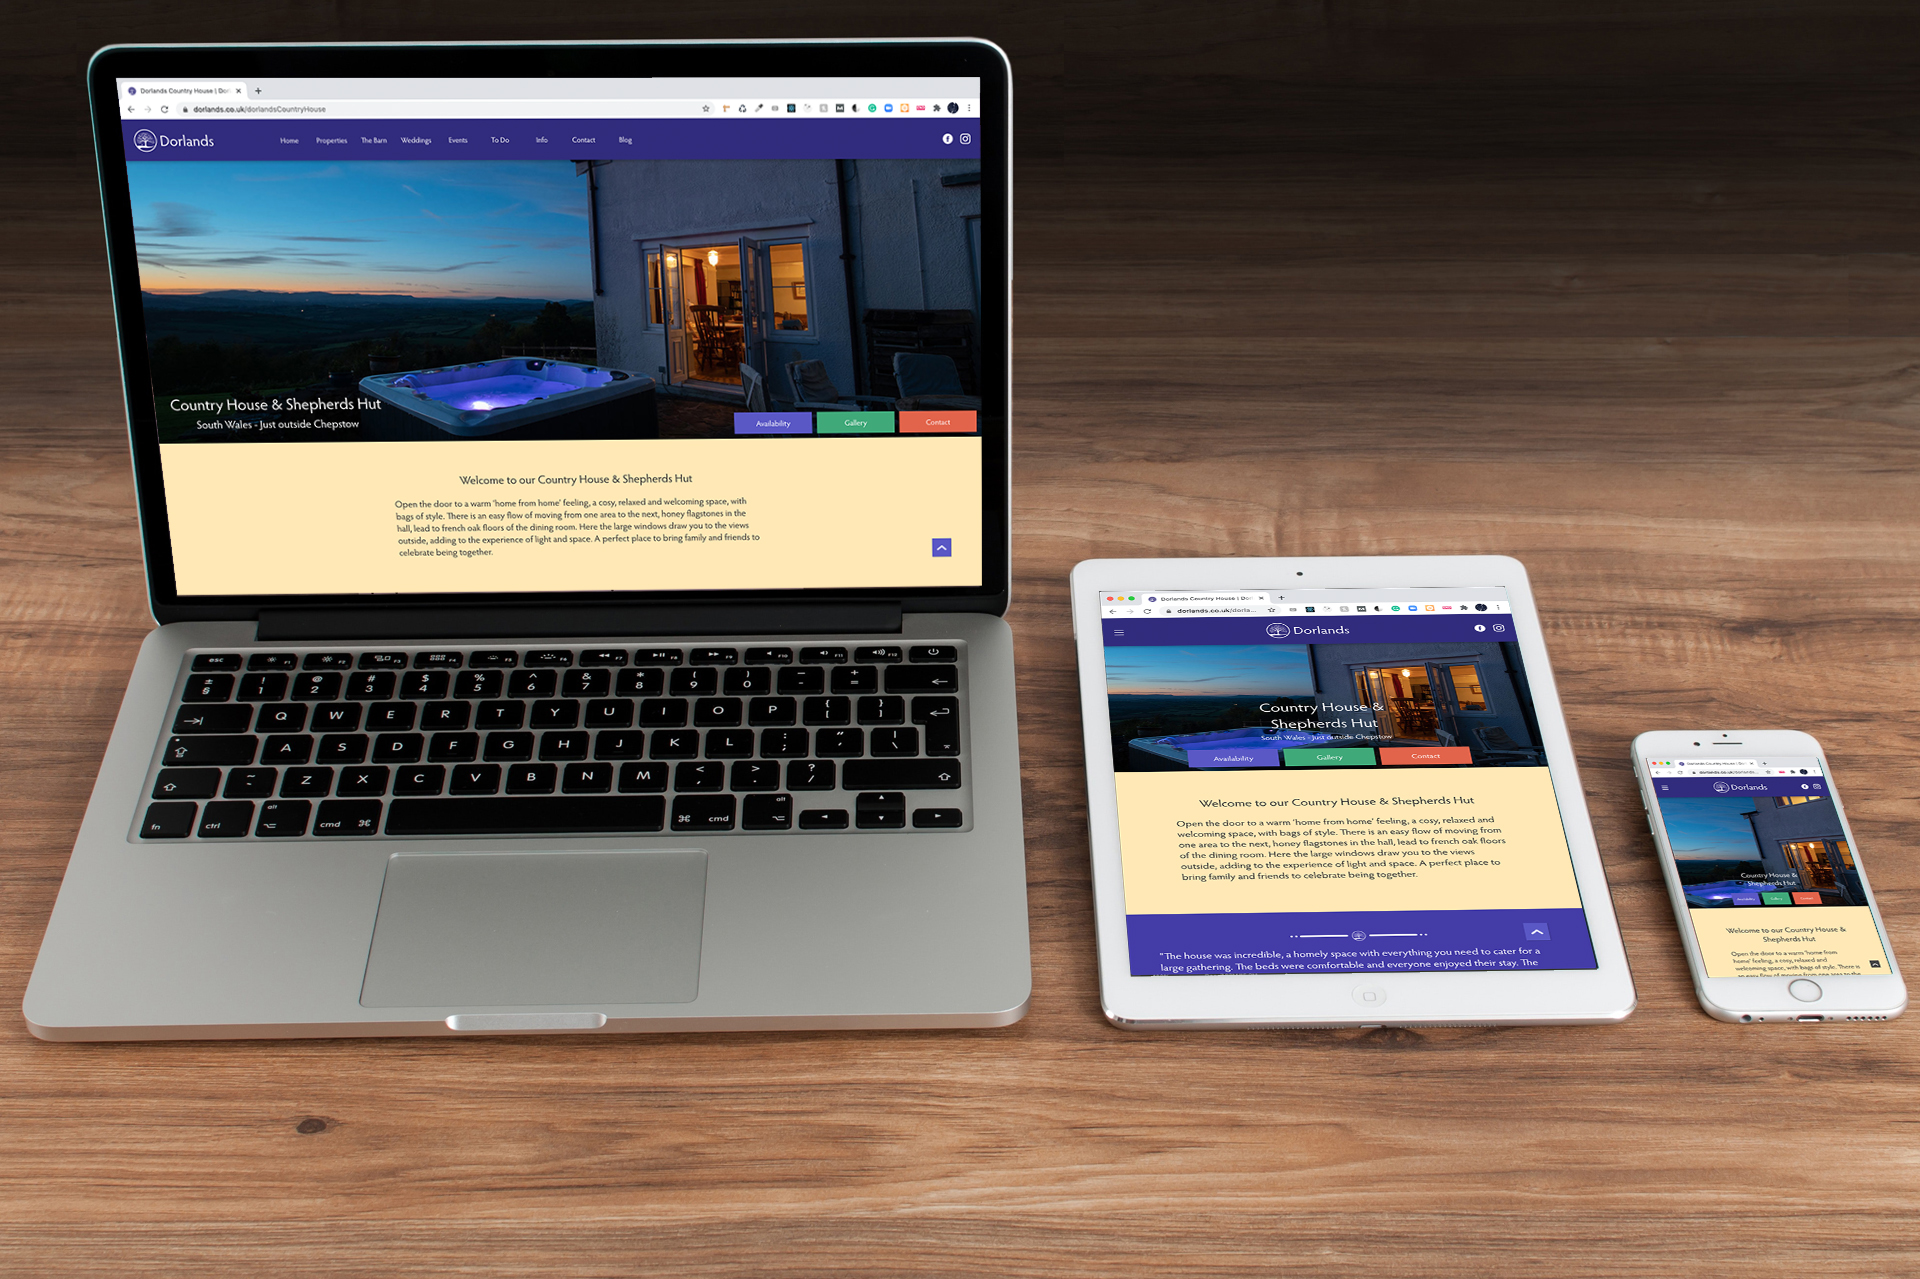 Dorlands Country House | Dor
dorlands.co.uk/dorlandsCountryHouse
Dorlands
Home Properties The Barn Weddings Events To Do Info Contact Blog
Country House & Shepherds Hut
South Wales - Just outside Chepstow
Availability Gallery Contact
Welcome to our Country House & Shepherds Hut
Open the door to a warm 'home from home' feeling, a cosy, relaxed and welcoming space, with
bags of style. There is an easy flow of moving from one area to the next, honey flagstones in the
hall, lead to french oak floors of the dining room. Here the large windows draw you to the views
outside, adding to the experience of light and space. A perfect place to bring family and friends to
celebrate being together.
esc F1 F2 F3 F4 F5 F6 F7 F8 F9 F10 F11 F12
± ! @ # $ % ^ & * ( ) _ +
§ 1 2 3 4 5 6 7 8 9 0 - =
Q W E R T Y U I O P { [ } ]
A S D F G H J K L : ; " ' | \
~ Z X C V B N M < , > . ? /
fn ctrl alt cmd ⌘ ⌘ cmd alt
Dorlands Country House | Dor
dorlands.co.uk/dorla...
Dorlands
Country House &
Shepherds Hut
South Wales - Just outside Chepstow
Availability Gallery Contact
Welcome to our Country House & Shepherds Hut
Open the door to a warm 'home from home' feeling, a cosy, relaxed and
welcoming space, with bags of style. There is an easy flow of moving from
one area to the next, honey flagstones in the hall, lead to french oak floors
of the dining room. Here the large windows draw you to the views
outside, adding to the experience of light and space. A perfect place to
bring family and friends to celebrate being together.
"The house was incredible, a homely space with everything you need to cater for a
large gathering. The beds were comfortable and everyone enjoyed their stay. The
Dorlands Country House | Dor
dorlands.co.uk/dorlands...
Dorlands
Country House &
Shepherds Hut
Availability Gallery Contact
Welcome to our Country House &
Shepherds Hut
Open the door to a warm 'home from
home' feeling, a cosy, relaxed and
welcoming space, with bags of style. There is
an easy flow of moving from one area to the